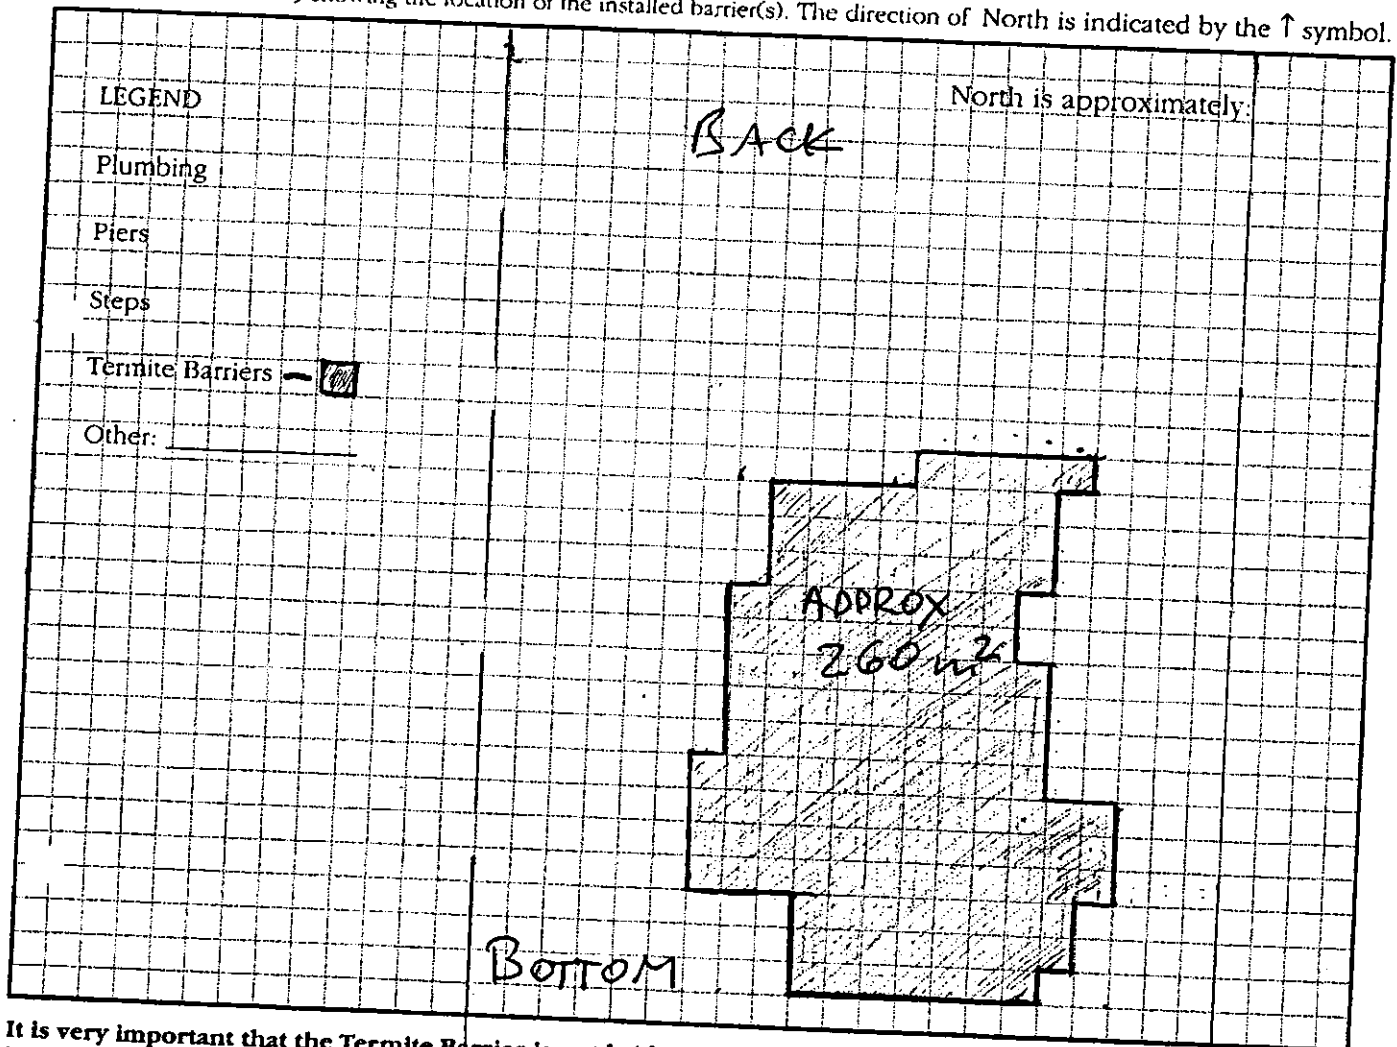 showing the location of the installed barrier(s). The direction of North is indicated by the ↑ symbol.
LEGEND
North is approximately:
BACK
Plumbing
Piers
Steps
Termite Barriers
Other:
APPROX
260m²
BOTTOM
It is very important that the Termite Barrier is